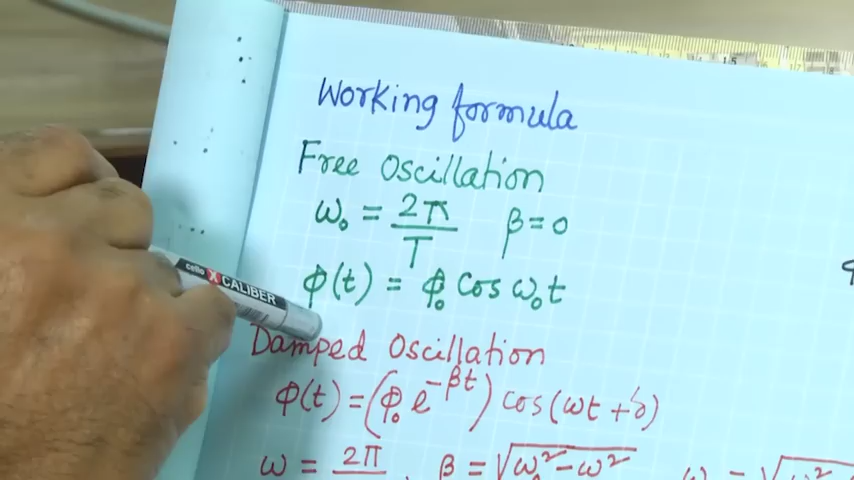 Working formula
Free Oscillation
ω₀ = 2π/T β=0
φ(t) = φ₀ cos ω₀t
cello XCALIBER
Damped Oscillation
φ(t) = (φ₀ e^-βt) cos(ωt + δ)
ω = 2π , β = √ω₀²-ω² ω = √